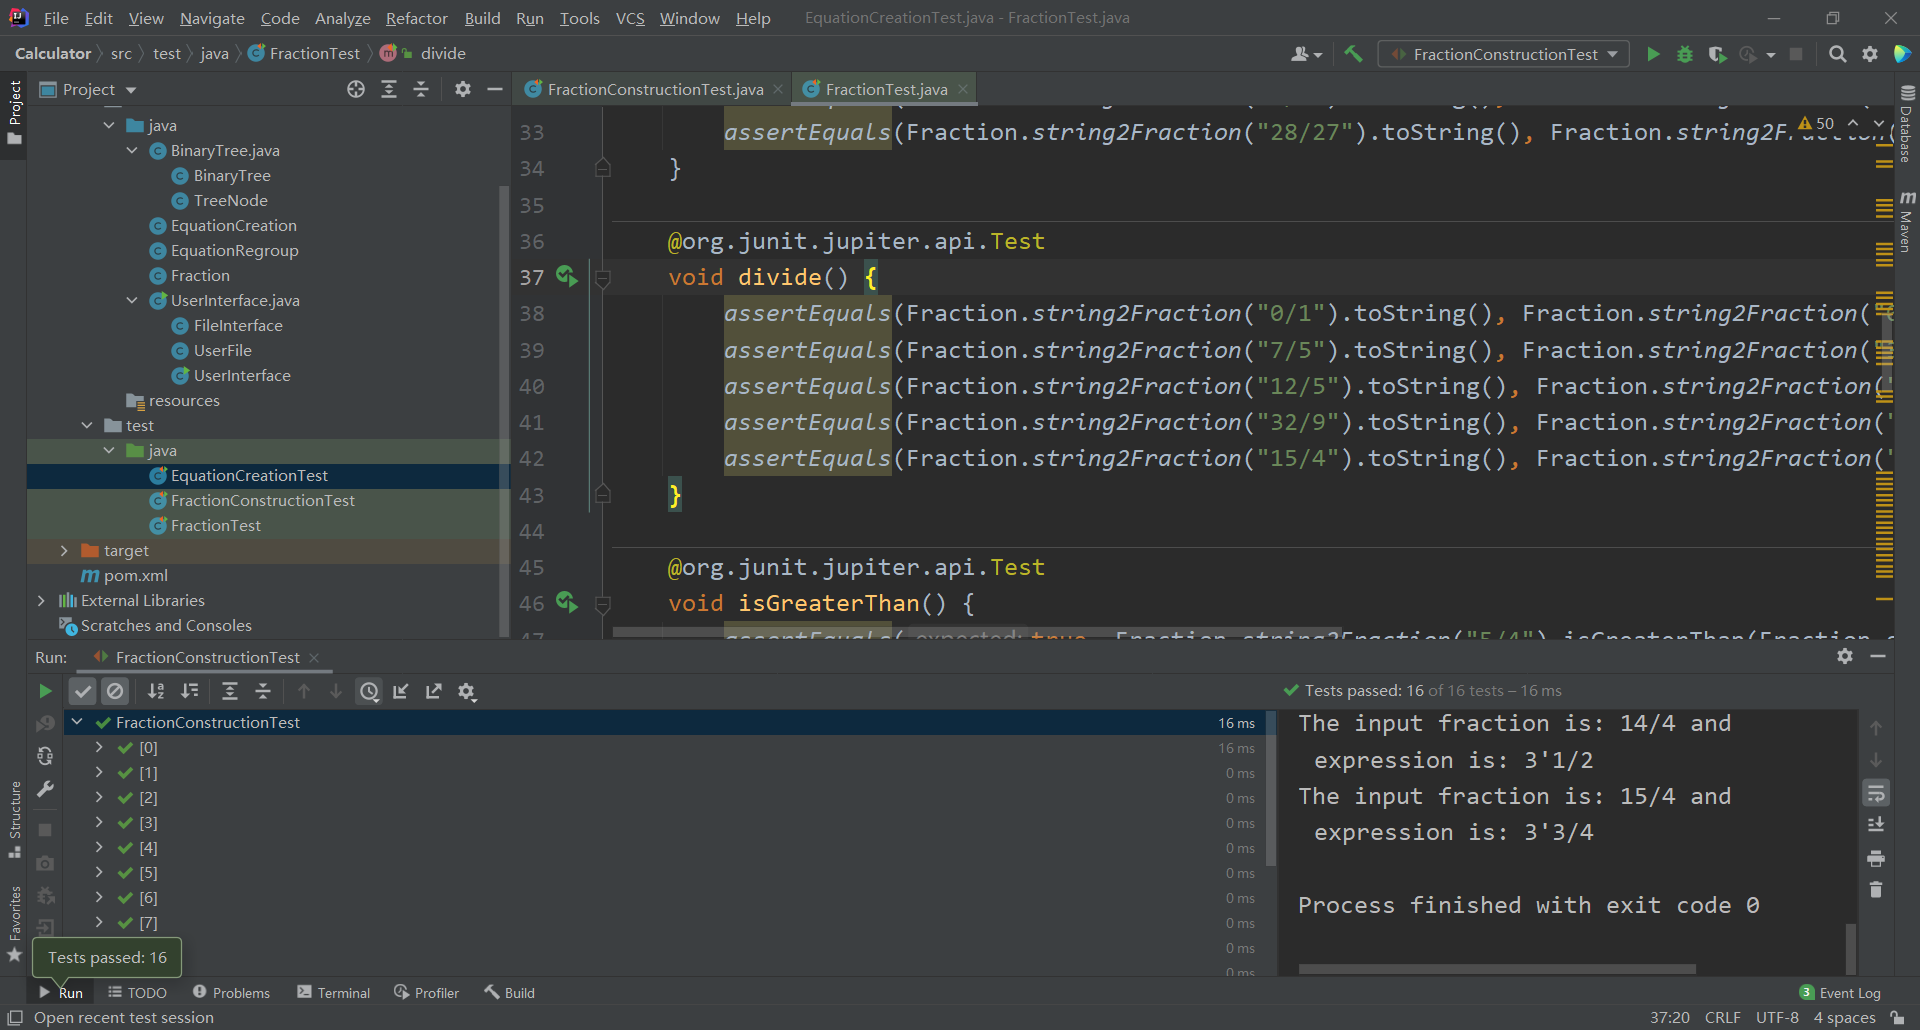 File Edit View Navigate Code Analyze Refactor Build Run Tools VCS Window Help EquationCreationTest.java - FractionTest.java
Calculator src test java FractionTest divide FractionConstructionTest
Project FractionConstructionTest.java FractionTest.java
Project
java
BinaryTree.java
BinaryTree
TreeNode
EquationCreation
EquationRegroup
Fraction
UserInterface.java
FileInterface
UserFile
UserInterface
resources
test
java
EquationCreationTest
FractionConstructionTest
FractionTest
target
pom.xml
External Libraries
Scratches and Consoles
50
33 assertEquals(Fraction.string2Fraction("28/27").toString(), Fraction.string2F
34 }
35
36 @org.junit.jupiter.api.Test
37 void divide() {
38 assertEquals(Fraction.string2Fraction("0/1").toString(), Fraction.string2Fraction("
39 assertEquals(Fraction.string2Fraction("7/5").toString(), Fraction.string2Fraction("
40 assertEquals(Fraction.string2Fraction("12/5").toString(), Fraction.string2Fraction("
41 assertEquals(Fraction.string2Fraction("32/9").toString(), Fraction.string2Fraction("
42 assertEquals(Fraction.string2Fraction("15/4").toString(), Fraction.string2Fraction("
43 }
44
45 @org.junit.jupiter.api.Test
46 void isGreaterThan() {
47 assertEquals( expected: true, Fraction.string2Fraction("5/4").isGreaterThan(Fraction.
Database
Maven
Run: FractionConstructionTest
Tests passed: 16 of 16 tests – 16 ms
FractionConstructionTest 16 ms
[0] 16 ms
[1] 0 ms
[2] 0 ms
[3] 0 ms
[4] 0 ms
[5] 0 ms
[6] 0 ms
[7] 0 ms
0 ms
0 ms
The input fraction is: 14/4 and
expression is: 3'1/2
The input fraction is: 15/4 and
expression is: 3'3/4
Process finished with exit code 0
Structure
Favorites
Tests passed: 16
Run TODO Problems Terminal Profiler Build 3 Event Log
Open recent test session 37:20 CRLF UTF-8 4 spaces